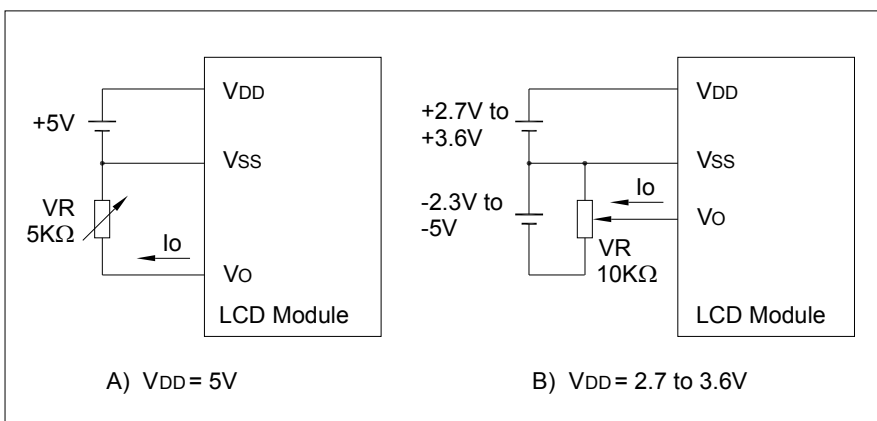 VDD
+5V
VSS
VR
5KΩ
Io
VO
LCD Module
A) VDD = 5V
VDD
+2.7V to
+3.6V
VSS
Io
-2.3V to
-5V
VO
VR
10KΩ
LCD Module
B) VDD = 2.7 to 3.6V